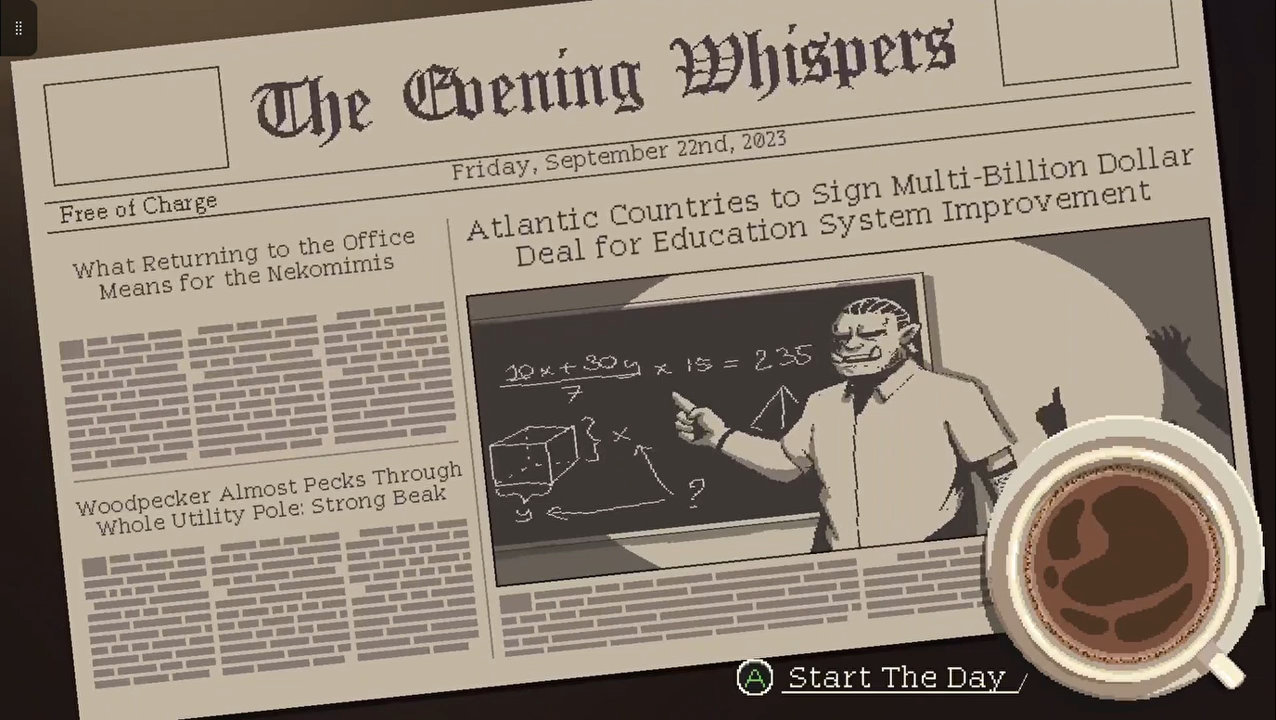 The Evening Whispers
Friday, September 22nd, 2023
Free of Charge
What Returning to the Office
Means for the Nekomimis
Woodpecker Almost Pecks Through
Whole Utility Pole: Strong Beak
Atlantic Countries to Sign Multi-Billion Dollar
Deal for Education System Improvement
10x + 30y x 15 = 235
7
x
y
?
A Start The Day